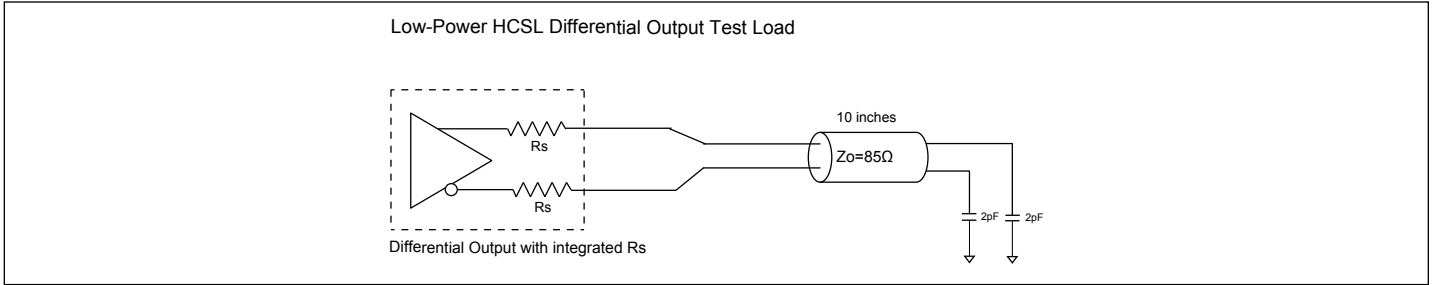 Low-Power HCSL Differential Output Test Load
10 inches
Rs
Zo=85Ω
Rs
2pF
2pF
Differential Output with integrated Rs